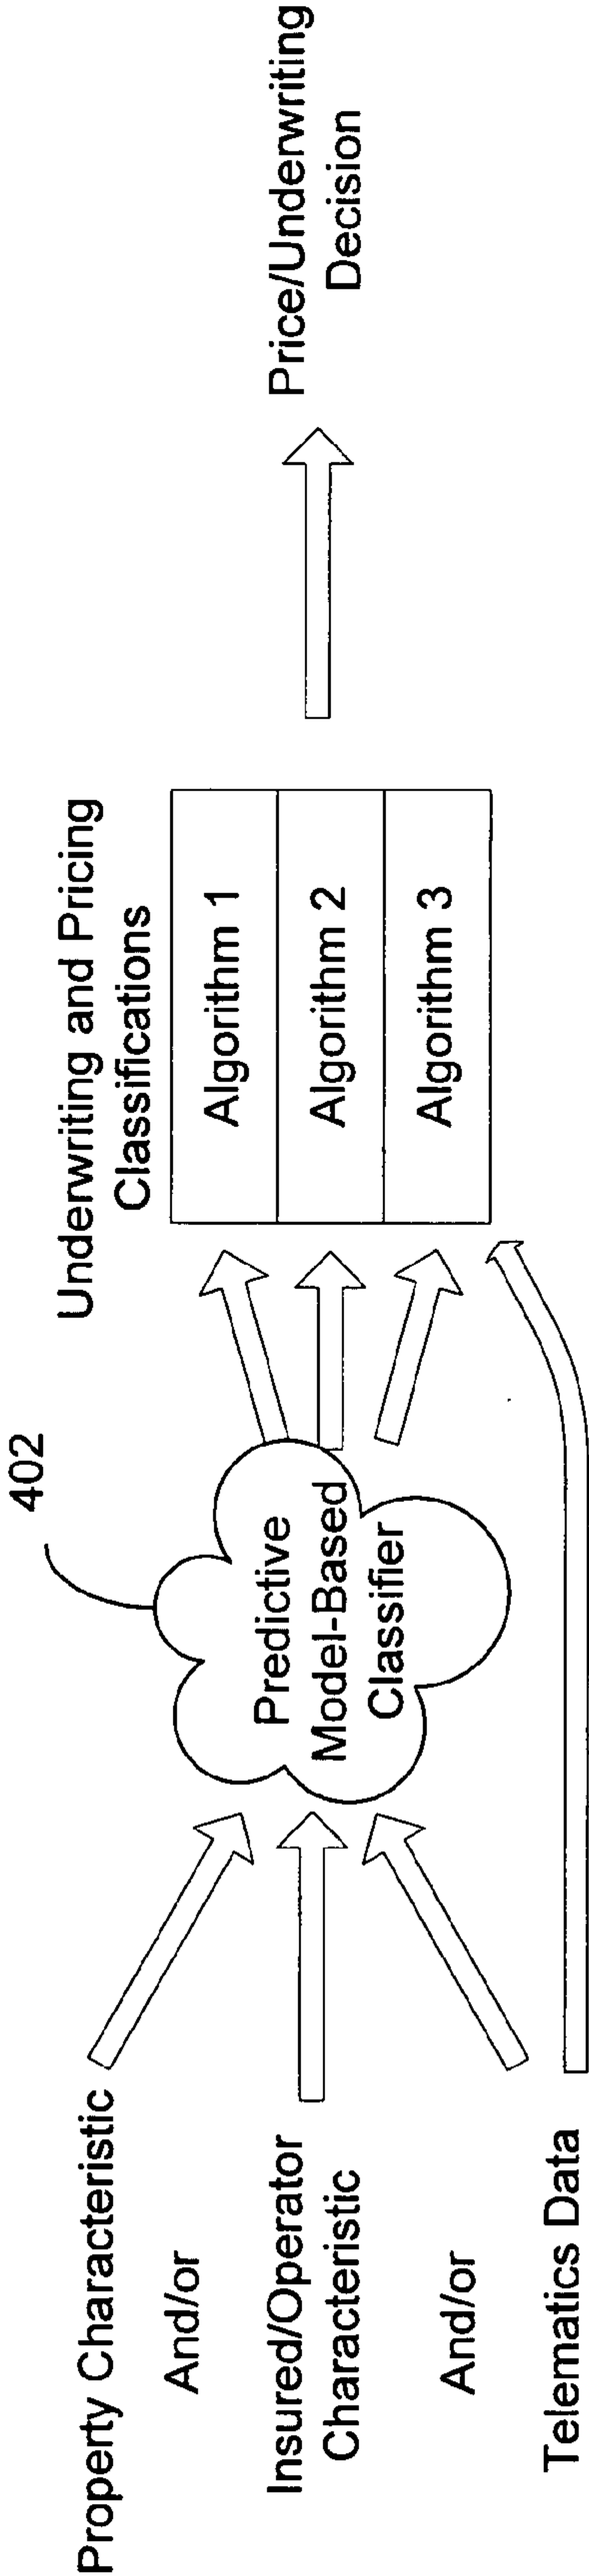 Property Characteristic
And/or
Insured/Operator
Characteristic
And/or
Telematics Data
402
Predictive
Model-Based
Classifier
Underwriting and Pricing
Classifications
Algorithm 1
Algorithm 2
Algorithm 3
Price/Underwriting
Decision